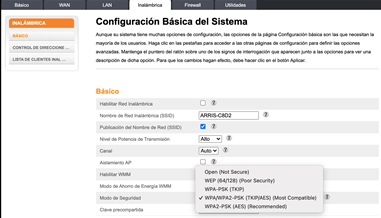 Básico WAN LAN Inalámbrica Firewall Utilidades
INALÁMBRICA
BÁSICO
CONTROL DE DIRECCIONE ...
LISTA DE CLIENTES INAL ...
Configuración Básica del Sistema
Aunque su sistema tiene muchas opciones de configuración, las opciones de la página Configuración básica son las que necesitan la
mayoría de los usuarios. Haga clic en las pestañas para acceder a las otras páginas de configuración para definir las opciones
avanzadas. Mantenga el puntero del ratón sobre uno de los signos de interrogación que aparecen junto a las opciones para ver una
descripción de dicha opción. Para que los cambios hagan efecto, debe hacer clic en el botón Aplicar.
Básico
Habilitar Red Inalámbrica
Nombre de Red Inalámbrica (SSID) ARRIS-C8D2
Publicación del Nombre de Red (SSID)
Nivel de Potencia de Transmisión Alto
Canal Auto
Aislamiento AP
Habilitar WMM
Modo de Ahorro de Energía WMM
Modo de Seguridad
Clave precompartida
Open (Not Secure)
WEP (64/128) (Poor Security)
WPA-PSK (TKIP)
✓ WPA/WPA2-PSK (TKIP/AES) (Most Compatible)
WPA2-PSK (AES) (Recommended)